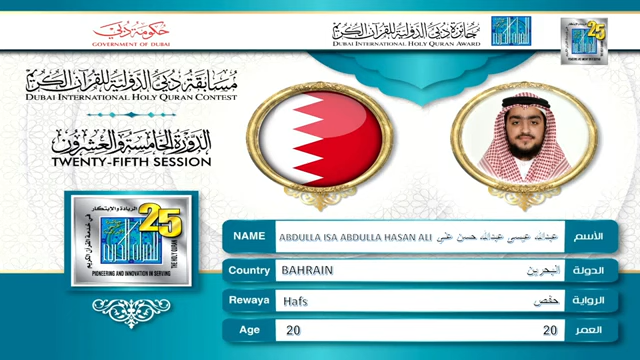 حكومة دبي
GOVERNMENT OF DUBAI
جائزة دبي الدولية للقرآن الكريم
DUBAI INTERNATIONAL HOLY QURAN AWARD
25
مسابقة دبي الدولية للقرآن الكريم
DUBAI INTERNATIONAL HOLY QURAN CONTEST
الدورة الخامسة والعشرون
TWENTY-FIFTH SESSION
الريادة والابتكار
في خدمة القرآن الكريم
25
THE HOLY QURAN
PIONEERING AND INNOVATION IN SERVING
NAME ABDULLA ISA ABDULLA HASAN ALI عبدالله عيسى عبدالله حسن علي الأسم
Country BAHRAIN البحرين الدولة
Rewaya Hafs حفص الرواية
Age 20 20 العمر